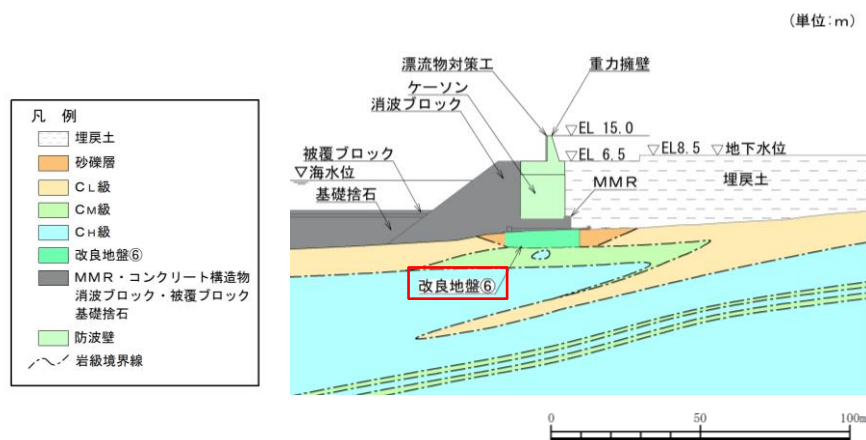 (単位:m)
漂流物対策工
重力擁壁
ケーソン
消波ブロック
▽EL 15.0
被覆ブロック
▽EL 6.5
▽EL8.5 ▽地下水位
▽海水位
MMR
埋戻土
基礎捨石
改良地盤⑥
凡 例
埋戻土
砂礫層
CL級
CM級
CH級
改良地盤⑥
MMR・コンクリート構造物
消波ブロック・被覆ブロック
基礎捨石
防波壁
岩級境界線
0 50 100m